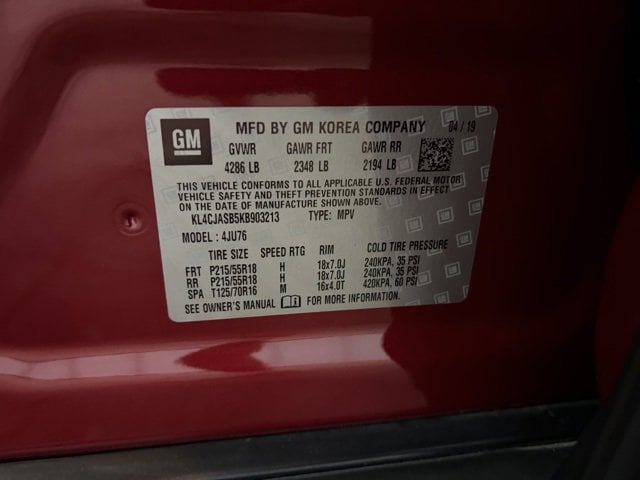 GM MFD BY GM KOREA COMPANY 04/19
GVWR GAWR FRT GAWR RR
4286 LB 2348 LB 2194 LB
THIS VEHICLE CONFORMS TO ALL APPLICABLE U.S. FEDERAL MOTOR
VEHICLE SAFETY AND THEFT PREVENTION STANDARDS IN EFFECT
ON THE DATE OF MANUFACTURE SHOWN ABOVE.
KL4CJASB5KB903213 TYPE: MPV
MODEL: 4JU76
TIRE SIZE SPEED RTG RIM COLD TIRE PRESSURE
FRT P215/55R18 H 18x7.0J 240KPA, 35 PSI
RR P215/55R18 H 18x7.0J 240KPA, 35 PSI
SPA T125/70R16 M 16x4.0T 420KPA, 60 PSI
SEE OWNER'S MANUAL FOR MORE INFORMATION.